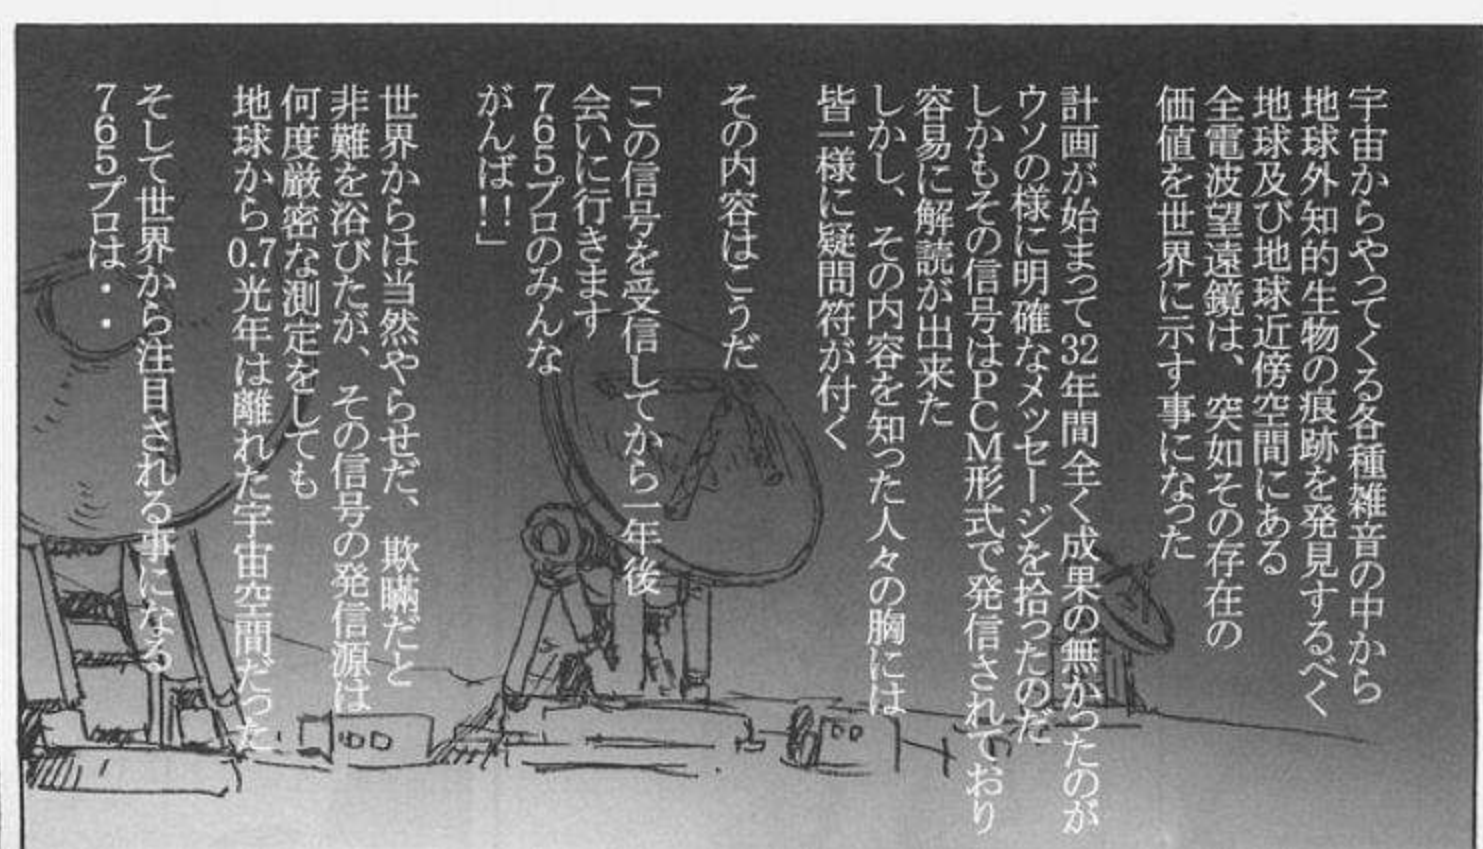 宇宙からやってくる各種雑音の中から
地球外知的生物の痕跡を発見するべく
地球及び地球近傍空間にある
全電波望遠鏡は、突如その存在の
価値を世界に示す事になった
計画が始まって32年間全く成果の無かったのが
ウソの様に明確なメッセージを拾ったのだ
しかもその信号はPCM形式で発信されており
容易に解読が出来た
しかし、その内容を知った人々の胸には
皆一様に疑問符が付く
その内容はこうだ
「この信号を受信してから一年後
会いに行きます
765プロのみんな
がんば!!」
世界からは当然やらせだ、欺瞞だと
非難を浴びたが、その信号の発信源は
何度厳密な測定をしても
地球から0.7光年は離れた宇宙空間だった
そして世界から注目される事になる
765プロは・・